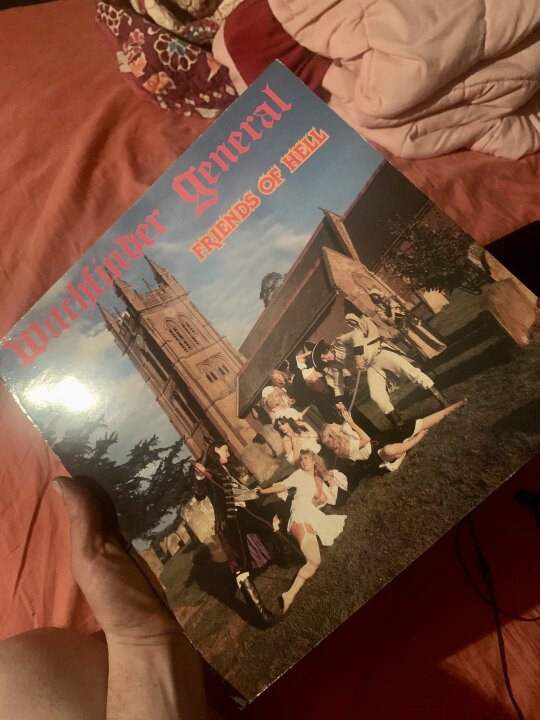 Witchfinder General
FRIENDS OF HELL